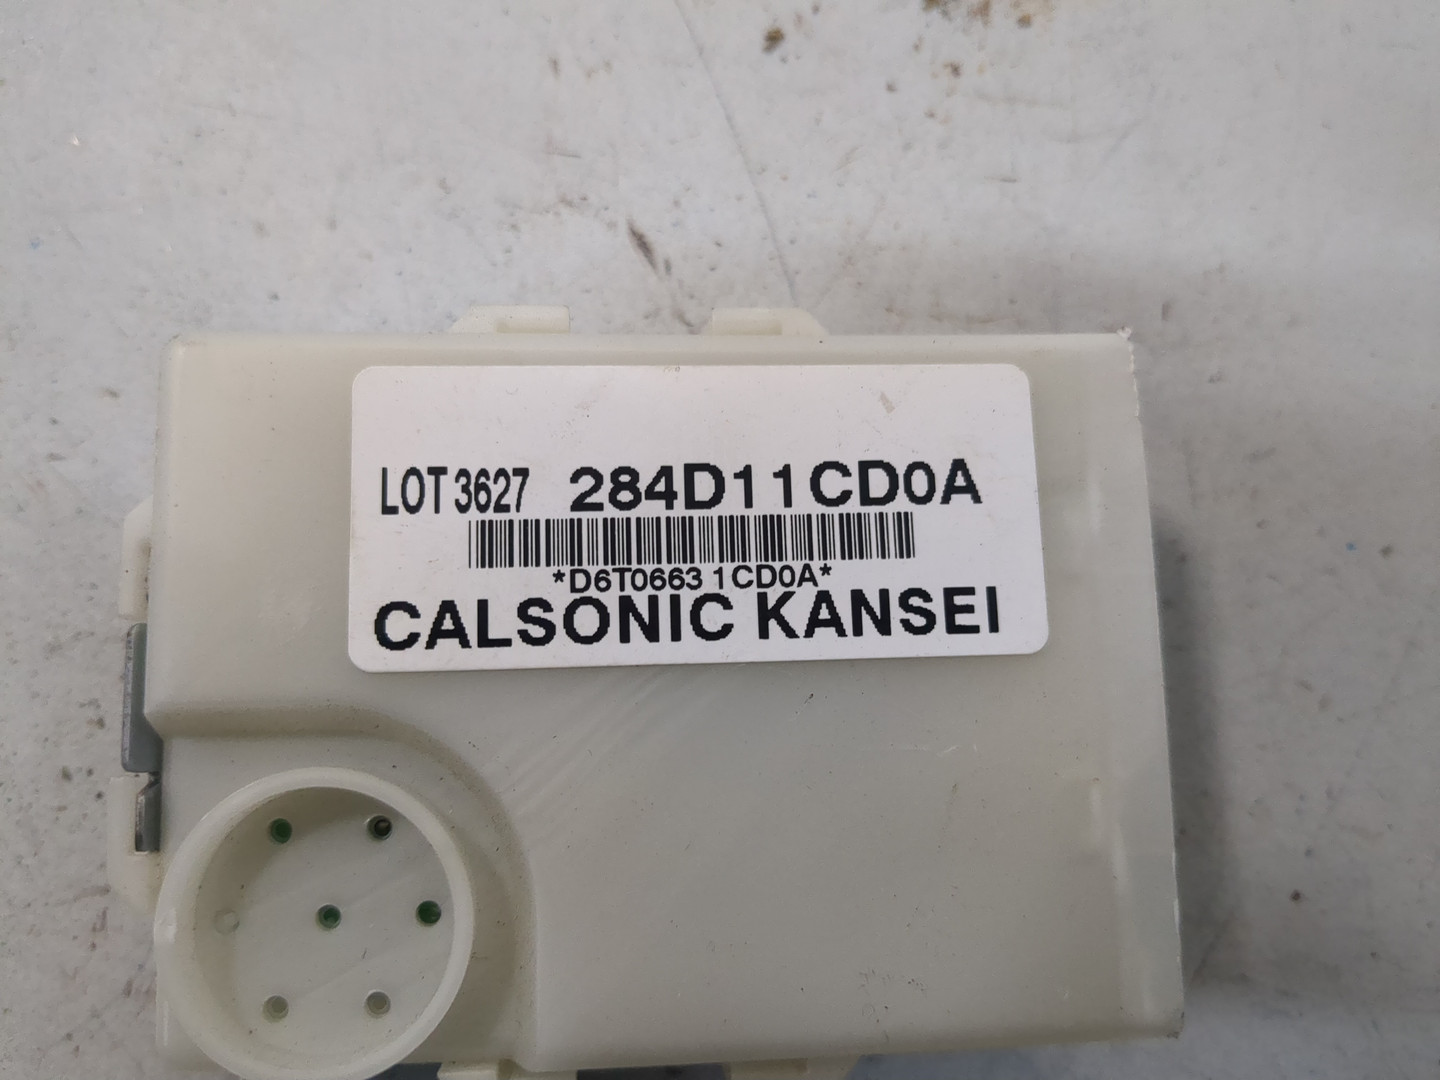 LOT 3627 284D11CD0A
*D6T0663 1CD0A*
CALSONIC KANSEI